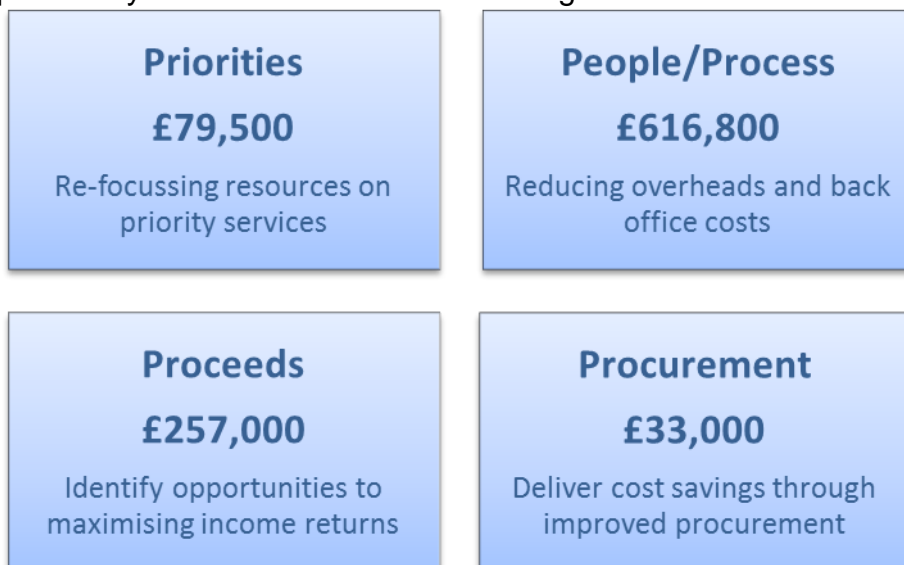 Priorities
£79,500
Re-focussing resources on
priority services
People/Process
£616,800
Reducing overheads and back
office costs
Proceeds
£257,000
Identify opportunities to
maximising income returns
Procurement
£33,000
Deliver cost savings through
improved procurement